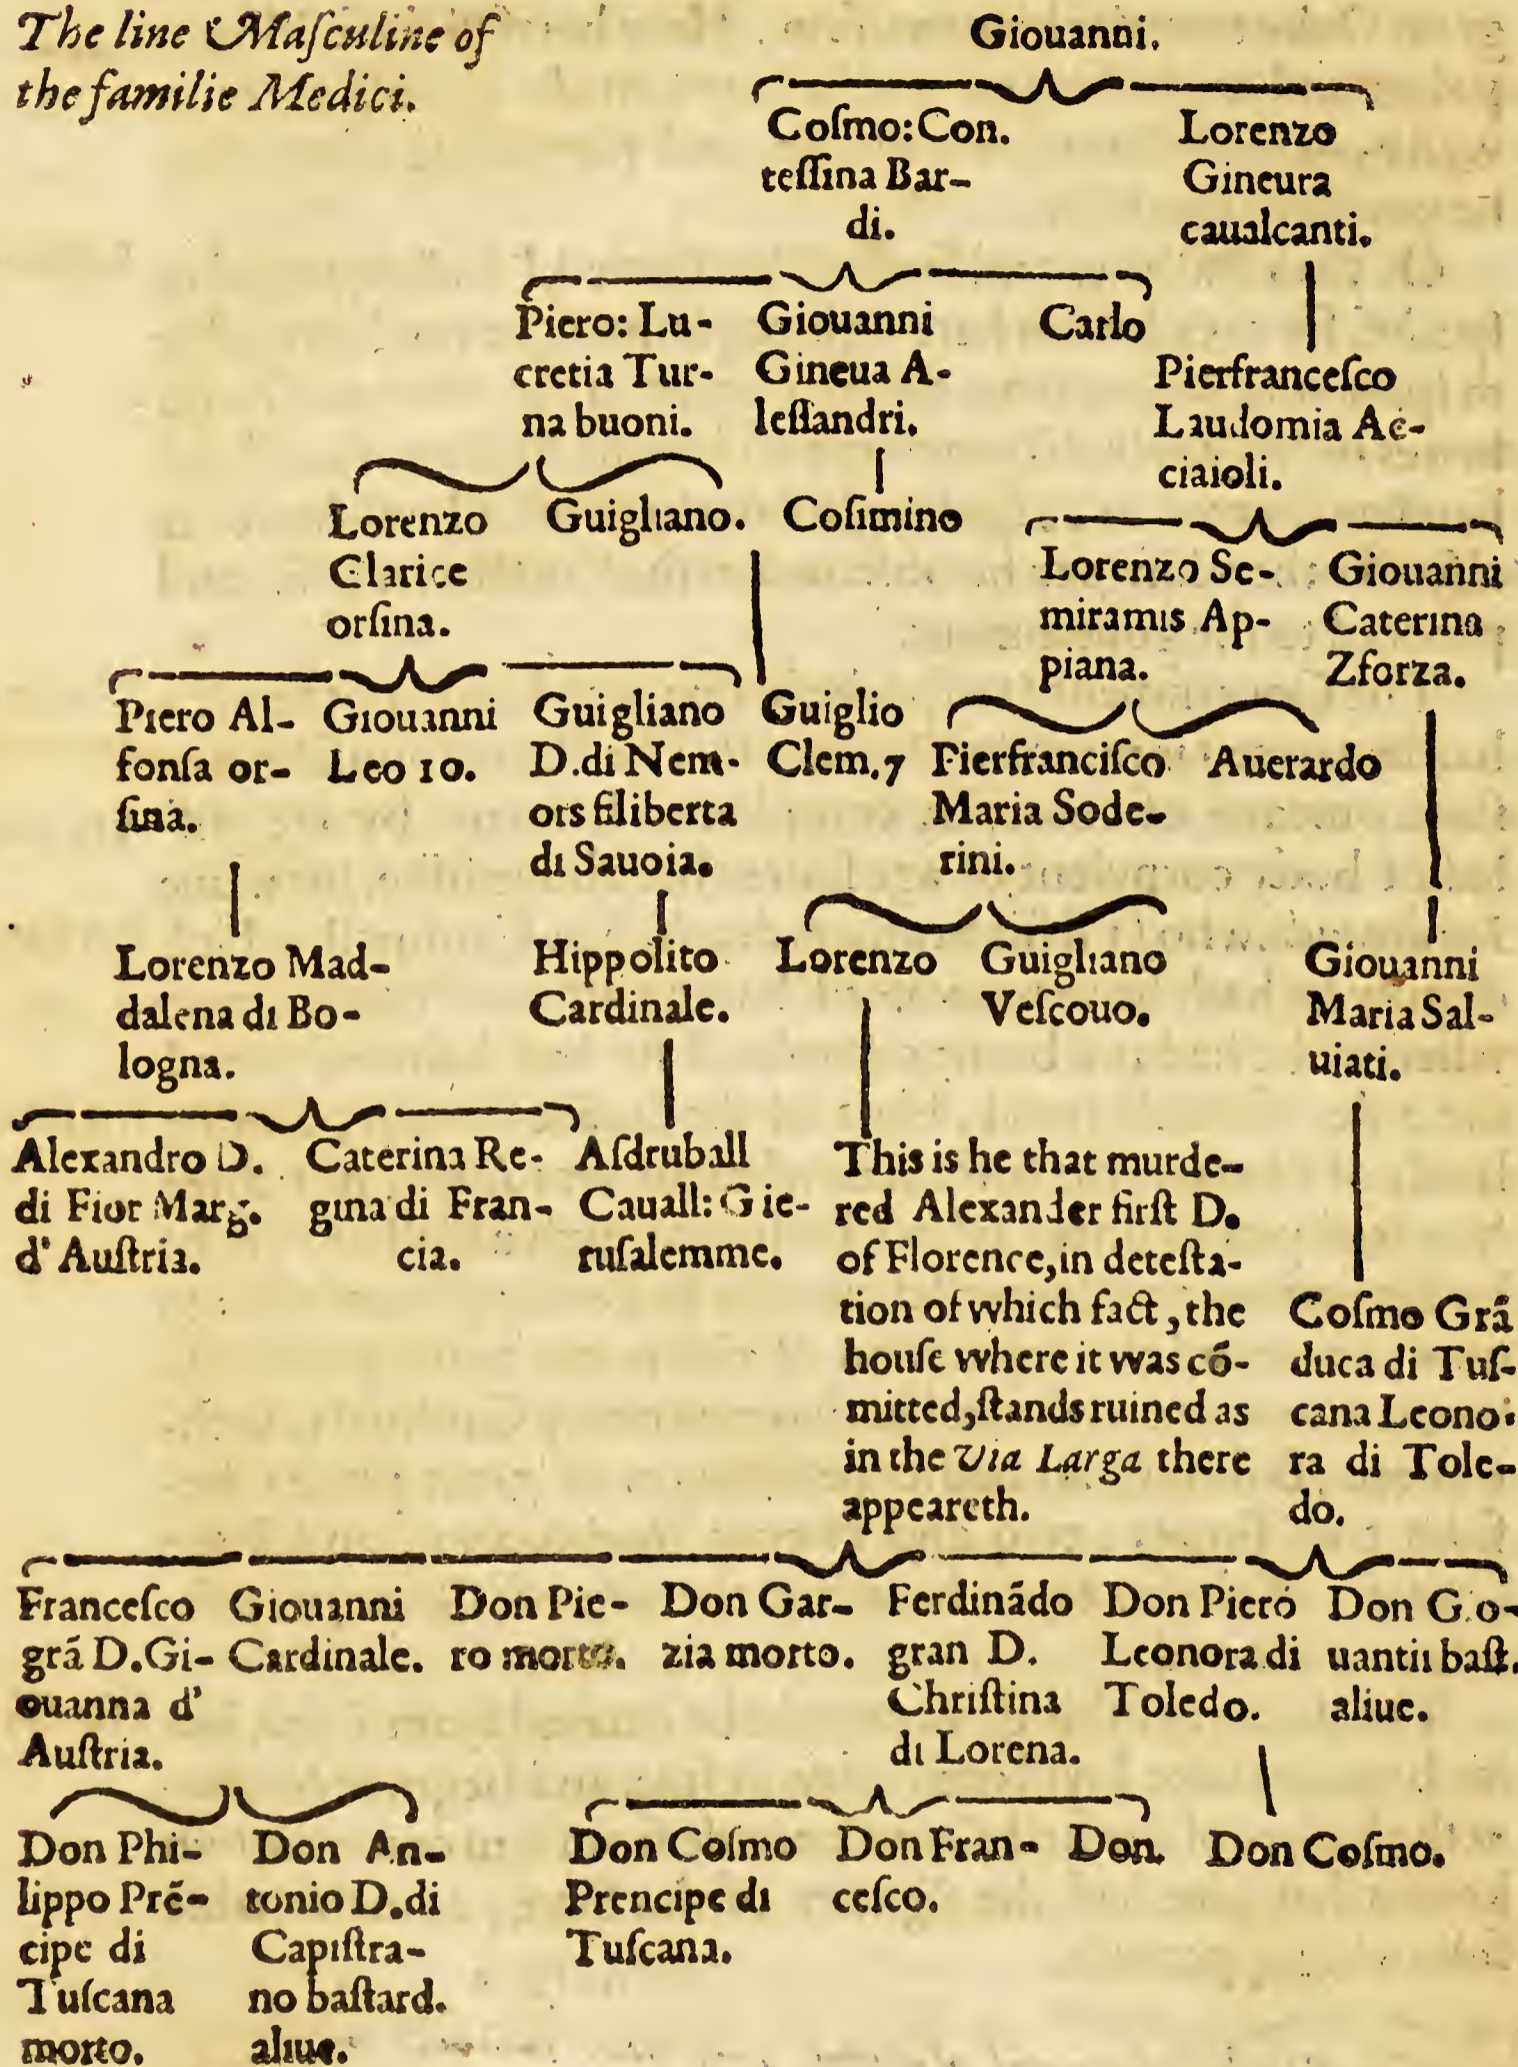 The line Maſculine of
the familie Medici.
Giouanni.
Coſmo: Con.
teſſina Bar-
di.
Lorenzo
Gineura
caualcanti.
Piero: Lu-
cretia Tur-
na buoni.
Giouanni
Gineua A-
leſſandri.
Carlo
Pierfranceſco
Laudomia Ac-
ciaioli.
Lorenzo
Clarice
orſina.
Guigliano.
Coſimino
Lorenzo Se-
miramis Ap-
piana.
Giouanni
Caterina
Zforza.
Piero Al-
fonſa or-
ſina.
Giouanni
Leo 10.
Guigliano
D.di Nem-
ors filiberta
di Sauoia.
Guiglio
Clem.7
Pierfranciſco
Maria Sode-
rini.
Auerardo
Lorenzo Mad-
dalena di Bo-
logna.
Hippolito
Cardinale.
Lorenzo
Guigliano
Veſcouo.
Giouanni
Maria Sal-
uiati.
Alexandro D.
di Fior Marg.
d' Auſtria.
Caterina Re-
gina di Fran-
cia.
Aſdruball
Cauall: Gie-
ruſalemme.
This is he that murde-
red Alexander firſt D.
of Florence, in deteſta-
tion of which fact, the
houſe where it was cõ-
mitted, ſtands ruined as
in the Via Larga there
appeareth.
Coſmo Grã
duca di Tuſ-
cana Leono-
ra di Tole-
do.
Franceſco
grã D.Gi-
ouanna d'
Auſtria.
Giouanni
Cardinale.
Don Pie-
ro morto.
Don Gar-
zia morto.
Ferdinãdo
gran D.
Chriſtina
di Lorena.
Don Piero
Leonora di
Toledo.
Don Gio-
uanni baſt.
aliue.
Don Phi-
lippo Prẽ-
cipe di
Tuſcana
morto.
Don An-
tonio D.di
Capiſtra-
no baſtard.
aliue.
Don Coſmo
Prencipe di
Tuſcana.
Don Fran-
ceſco.
Don.
Don Coſmo.